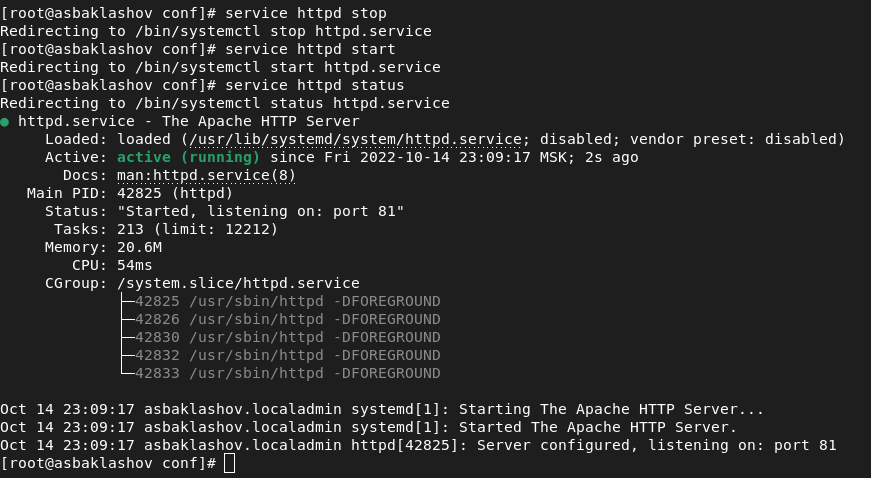 [root@asbaklashov conf]# service httpd stop
Redirecting to /bin/systemctl stop httpd.service
[root@asbaklashov conf]# service httpd start
Redirecting to /bin/systemctl start httpd.service
[root@asbaklashov conf]# service httpd status
Redirecting to /bin/systemctl status httpd.service
● httpd.service - The Apache HTTP Server
     Loaded: loaded (/usr/lib/systemd/system/httpd.service; disabled; vendor preset: disabled)
     Active: active (running) since Fri 2022-10-14 23:09:17 MSK; 2s ago
       Docs: man:httpd.service(8)
   Main PID: 42825 (httpd)
     Status: "Started, listening on: port 81"
      Tasks: 213 (limit: 12212)
     Memory: 20.6M
        CPU: 54ms
     CGroup: /system.slice/httpd.service
             ├─42825 /usr/sbin/httpd -DFOREGROUND
             ├─42826 /usr/sbin/httpd -DFOREGROUND
             ├─42830 /usr/sbin/httpd -DFOREGROUND
             ├─42832 /usr/sbin/httpd -DFOREGROUND
             └─42833 /usr/sbin/httpd -DFOREGROUND

Oct 14 23:09:17 asbaklashov.localadmin systemd[1]: Starting The Apache HTTP Server...
Oct 14 23:09:17 asbaklashov.localadmin systemd[1]: Started The Apache HTTP Server.
Oct 14 23:09:17 asbaklashov.localadmin httpd[42825]: Server configured, listening on: port 81
[root@asbaklashov conf]#